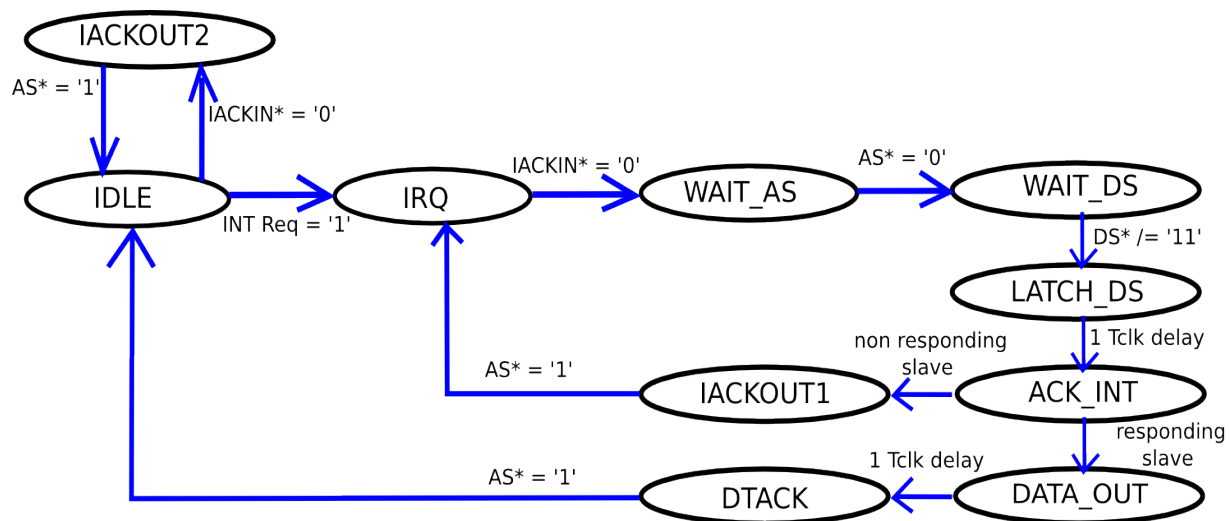 IACKOUT2
AS* = '1'
IACKIN* = '0'
IDLE
INT Req = '1'
IRQ
IACKIN* = '0'
WAIT_AS
AS* = '0'
WAIT_DS
DS* /= '11'
LATCH_DS
1 Tclk delay
non responding
slave
AS* = '1'
IACKOUT1
ACK_INT
responding
slave
1 Tclk delay
AS* = '1'
DTACK
DATA_OUT